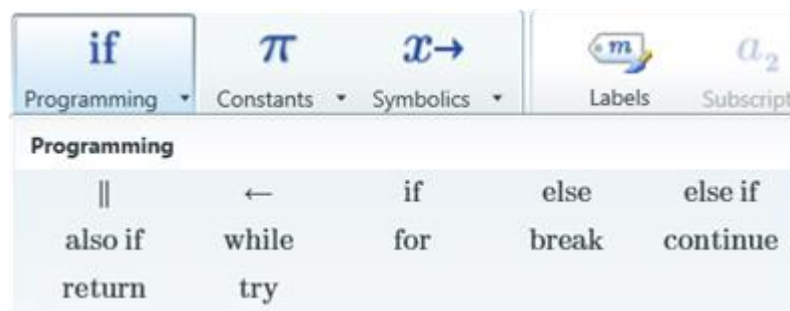 if π x→ m a₂
Programming Constants Symbolics Labels Subscript
Programming
‖ ← if else else if
also if while for break continue
return try